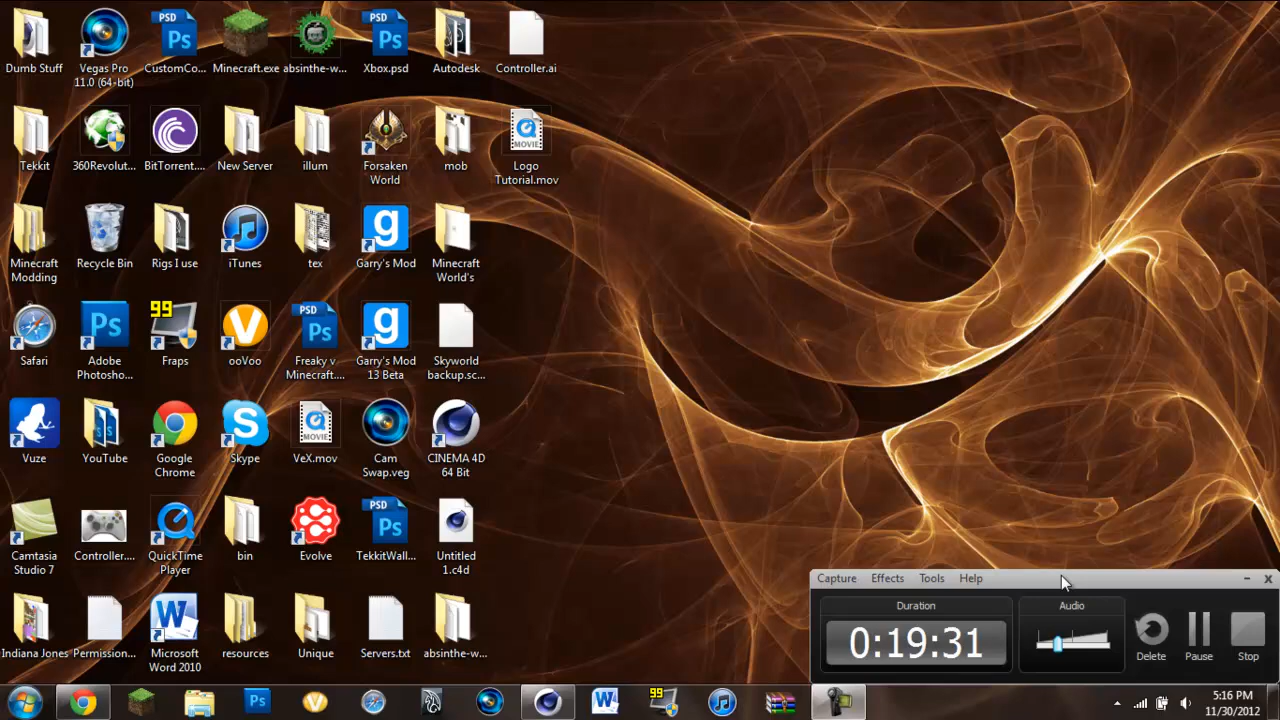 PSD
PSD
Dumb Stuff
Vegas Pro
11.0 (64-bit)
CustomCo...
Minecraft.exe
absinthe-w...
Xbox.psd
Autodesk
Controller.ai
MOVIE
Tekkit
360Revolut...
BitTorrent....
New Server
illum
Forsaken
World
mob
Logo
Tutorial.mov
Minecraft
Modding
Recycle Bin
Rigs I use
iTunes
tex
Garry's Mod
Minecraft
World's
99
PSD
Safari
Adobe
Photosho...
Fraps
ooVoo
Freaky v
Minecraft....
Garry's Mod
13 Beta
Skyworld
backup.sc...
MOVIE
Vuze
YouTube
Google
Chrome
Skype
VeX.mov
Cam
Swap.veg
CINEMA 4D
64 Bit
PSD
Camtasia
Studio 7
Controller....
QuickTime
Player
bin
Evolve
TekkitWall...
Untitled
1.c4d
Indiana Jones
Permission...
Microsoft
Word 2010
resources
Unique
Servers.txt
absinthe-w...
Capture Effects Tools Help
Duration
Audio
0:19:31
Delete
Pause
Stop
99
5:16 PM
11/30/2012